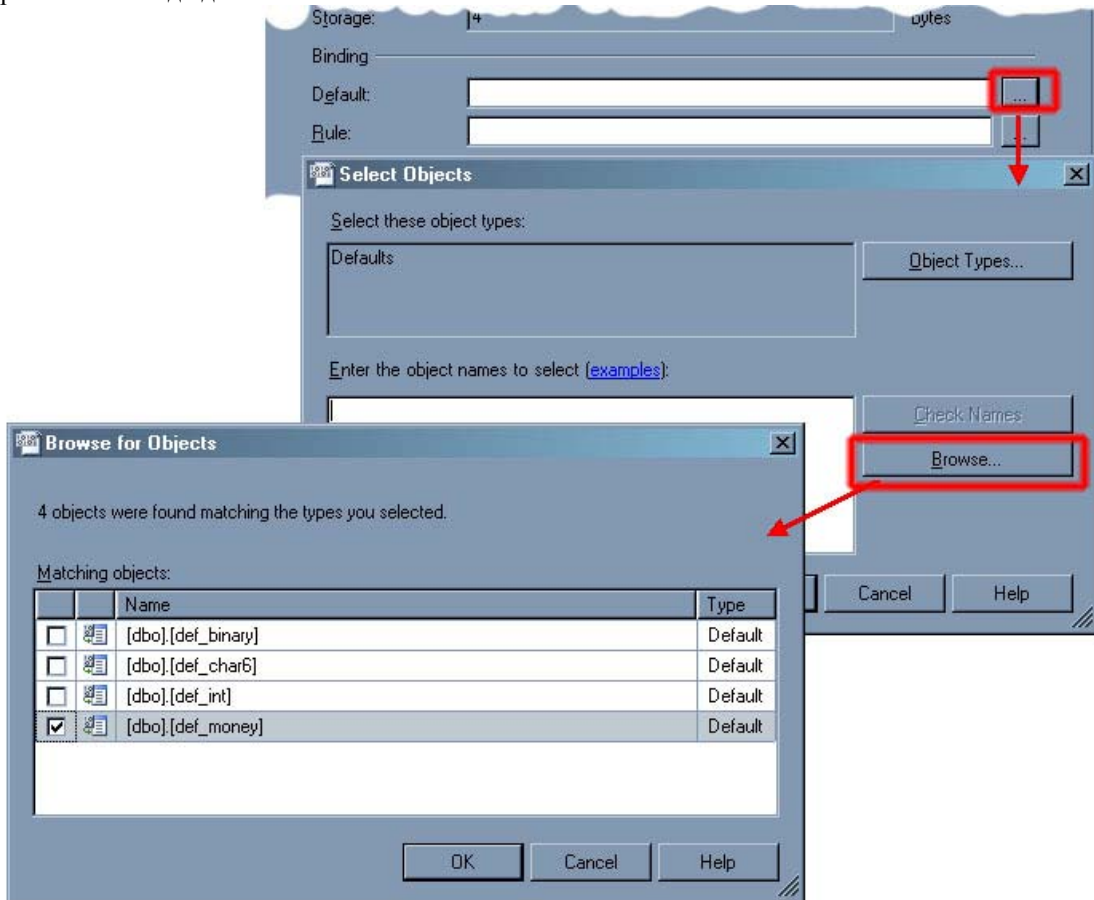 Storage: 4 bytes
Binding
Default: ...
Rule: ...
Select Objects
Select these object types:
Defaults
Object Types...
Enter the object names to select (examples):
Check Names
Browse...
Cancel Help
Browse for Objects
4 objects were found matching the types you selected.
Matching objects:
Name Type
[dbo].[def_binary] Default
[dbo].[def_char6] Default
[dbo].[def_int] Default
[dbo].[def_money] Default
OK Cancel Help